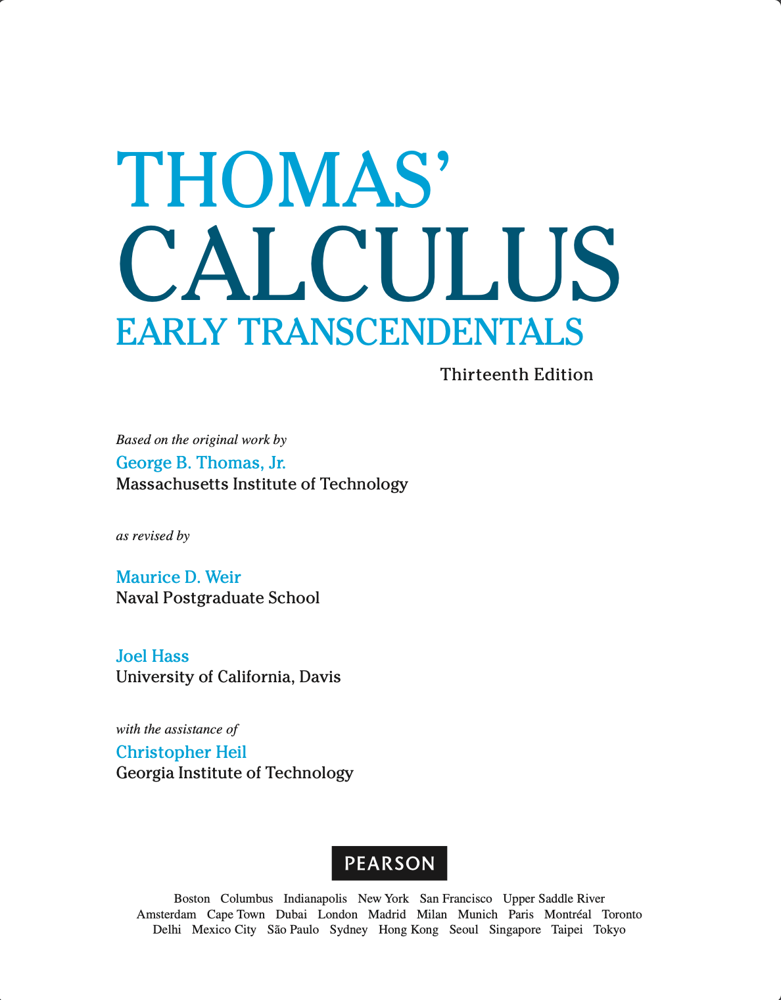 THOMAS’
CALCULUS
EARLY TRANSCENDENTALS
Thirteenth Edition
Based on the original work by
George B. Thomas, Jr.
Massachusetts Institute of Technology
as revised by
Maurice D. Weir
Naval Postgraduate School
Joel Hass
University of California, Davis
with the assistance of
Christopher Heil
Georgia Institute of Technology
PEARSON
Boston Columbus Indianapolis New York San Francisco Upper Saddle River
Amsterdam Cape Town Dubai London Madrid Milan Munich Paris Montréal Toronto
Delhi Mexico City São Paulo Sydney Hong Kong Seoul Singapore Taipei Tokyo